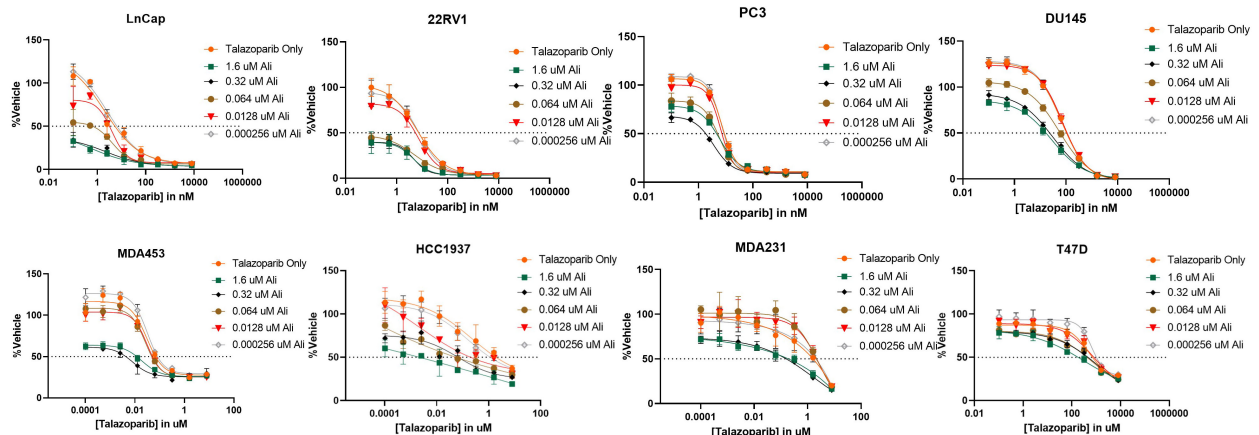 LnCap
%Vehicle
150
100
50
0
0.01
1
100
10000
1000000
[Talazoparib] in nM
Talazoparib Only
1.6 uM Ali
0.32 uM Ali
0.064 uM Ali
0.0128 uM Ali
0.000256 uM Ali
22RV1
%Vehicle
150
100
50
0
0.01
1
100
10000
1000000
[Talazoparib] in nM
Talazoparib Only
1.6 uM Ali
0.32 uM Ali
0.064 uM Ali
0.0128 uM Ali
0.000256 uM Ali
PC3
%Vehicle
150
100
50
0
0.01
1
100
10000
1000000
[Talazoparib] in nM
Talazoparib Only
1.6 uM Ali
0.32 uM Ali
0.064 uM Ali
0.0128 uM Ali
0.000256 uM Ali
DU145
%Vehicle
150
100
50
0
0.01
1
100
10000
1000000
[Talazoparib] in nM
Talazoparib Only
1.6 uM Ali
0.32 uM Ali
0.064 uM Ali
0.0128 uM Ali
0.000256 uM Ali
MDA453
%Vehicle
150
100
50
0
0.0001
0.01
1
100
[Talazoparib] in uM
Talazoparib Only
1.6 uM Ali
0.32 uM Ali
0.064 uM Ali
0.0128 uM Ali
0.000256 uM Ali
HCC1937
%Vehicle
150
100
50
0
0.0001
0.01
1
100
[Talazoparib] in uM
Talazoparib Only
1.6 uM Ali
0.32 uM Ali
0.064 uM Ali
0.0128 uM Ali
0.000256 uM Ali
MDA231
%Vehicle
150
100
50
0
0.0001
0.01
1
100
[Talazoparib] in uM
Talazoparib Only
1.6 uM Ali
0.32 uM Ali
0.064 uM Ali
0.0128 uM Ali
0.000256 uM Ali
T47D
%Vehicle
150
100
50
0
0.01
1
100
10000
1000000
[Talazoparib] in nM
Talazoparib Only
1.6 uM Ali
0.32 uM Ali
0.064 uM Ali
0.0128 uM Ali
0.000256 uM Ali